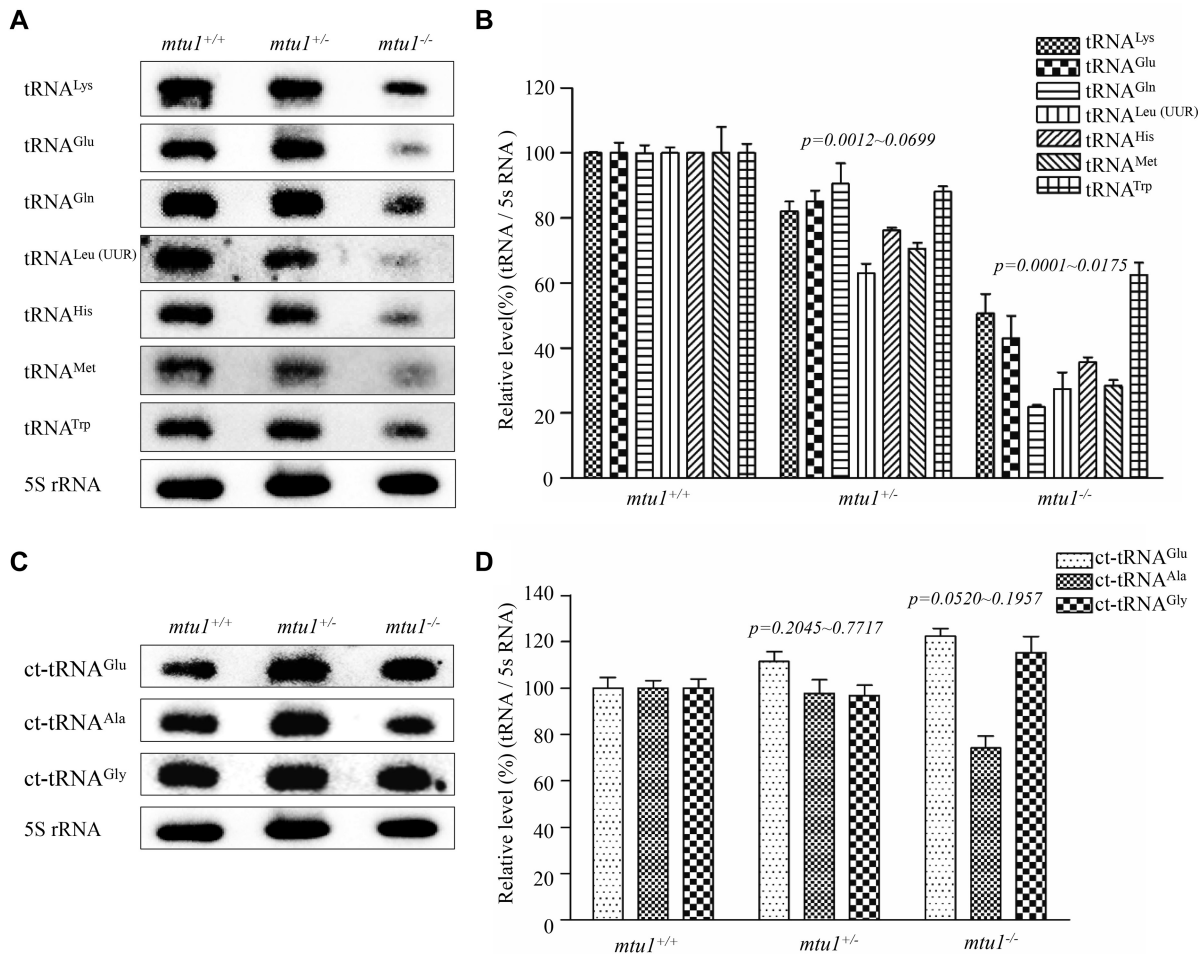 A
mtu1+/+ mtu1+/- mtu1-/-
tRNALys
tRNAGlu
tRNAGln
tRNALeu (UUR)
tRNAHis
tRNAMet
tRNATrp
5S rRNA
B
tRNALys
tRNAGlu
tRNAGln
tRNALeu (UUR)
tRNAHis
tRNAMet
tRNATrp
Relative level(%) (tRNA / 5s RNA)
120
100
80
60
40
20
0
p=0.0012~0.0699
p=0.0001~0.0175
mtu1+/+ mtu1+/- mtu1-/-
C
mtu1+/+ mtu1+/- mtu1-/-
ct-tRNAGlu
ct-tRNAAla
ct-tRNAGly
5S rRNA
D
ct-tRNAGlu
ct-tRNAAla
ct-tRNAGly
Relative level (%) (tRNA / 5s RNA)
140
120
100
80
60
40
20
0
p=0.2045~0.7717
p=0.0520~0.1957
mtu1+/+ mtu1+/- mtu1-/-